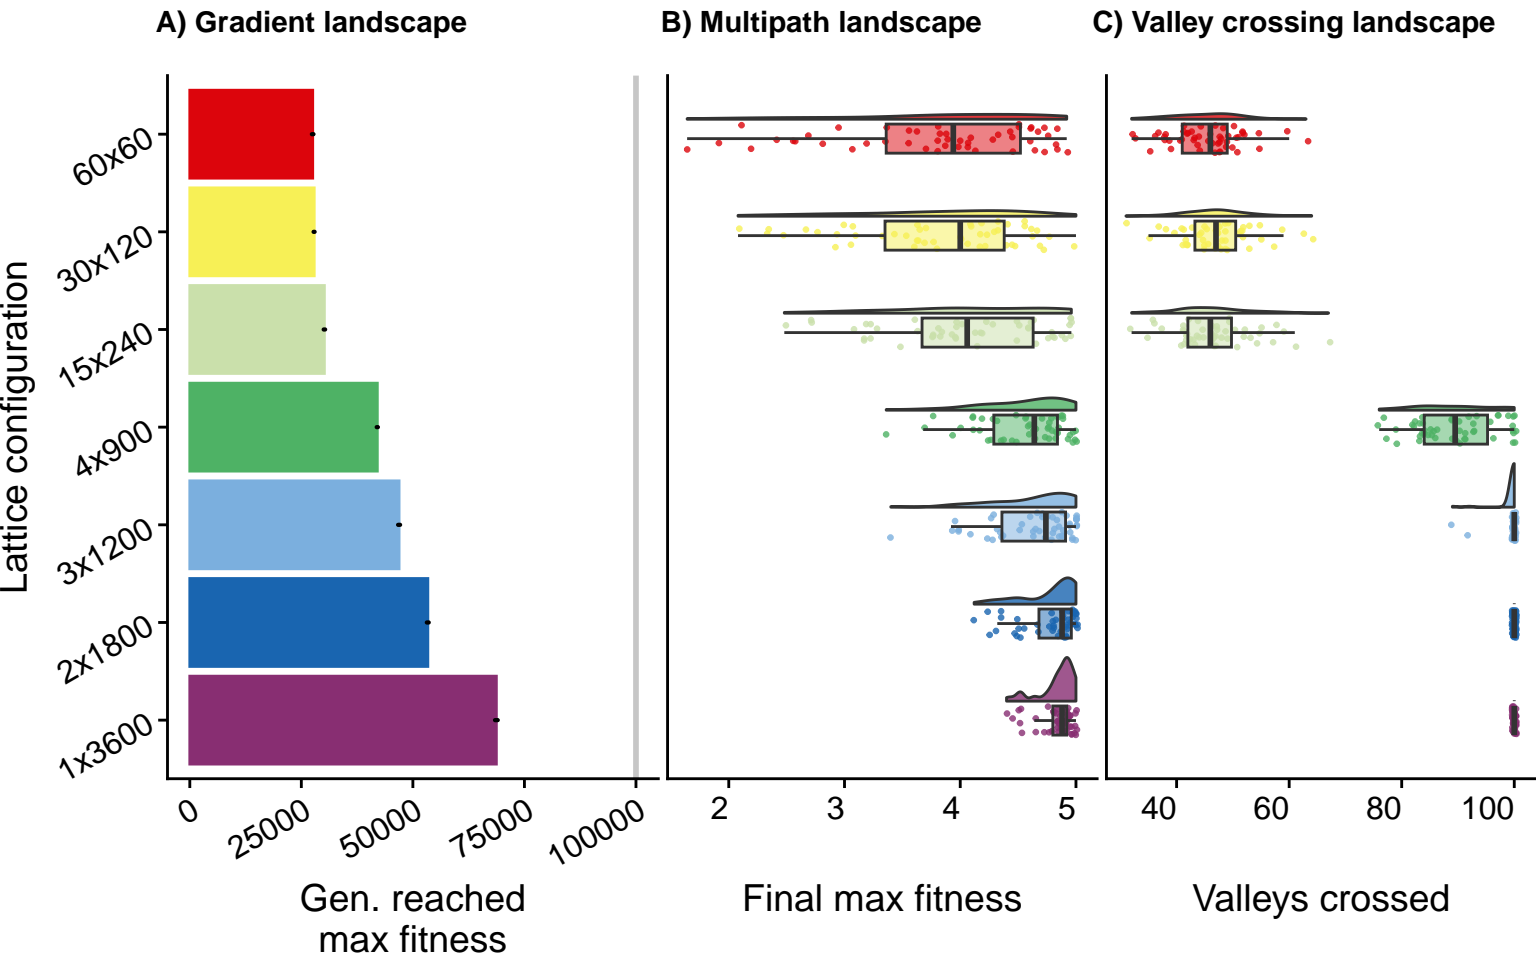 A) Gradient landscape
B) Multipath landscape
C) Valley crossing landscape
Lattice configuration
60x60
30x120
15x240
4x900
3x1200
2x1800
1x3600
0
25000
50000
75000
100000
2
3
4
5
40
60
80
100
Gen. reached
max fitness
Final max fitness
Valleys crossed